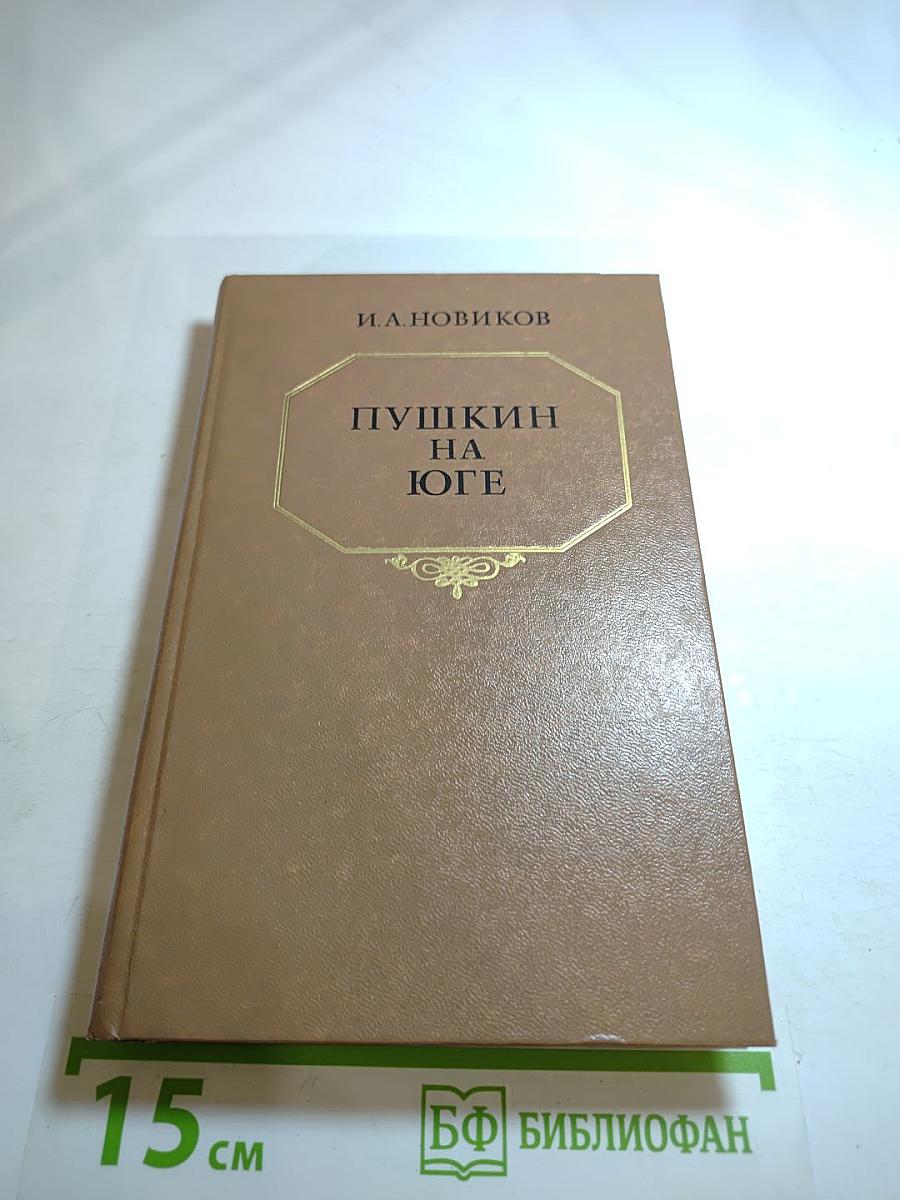 И.А.НОВИКОВ
ПУШКИН
НА
ЮГЕ
15 см
БФ БИБЛИОФАН